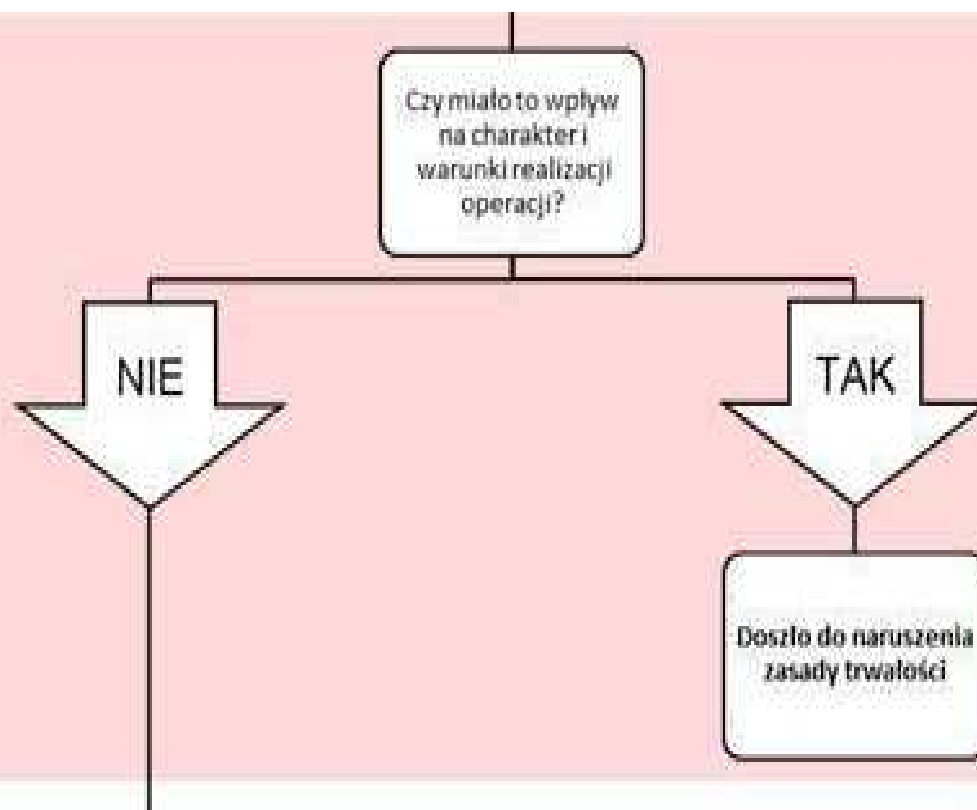 Czy miało to wpływ
na charakter i
warunki realizacji
operacji?
NIE
TAK
Doszło do naruszenia
zasady trwałości